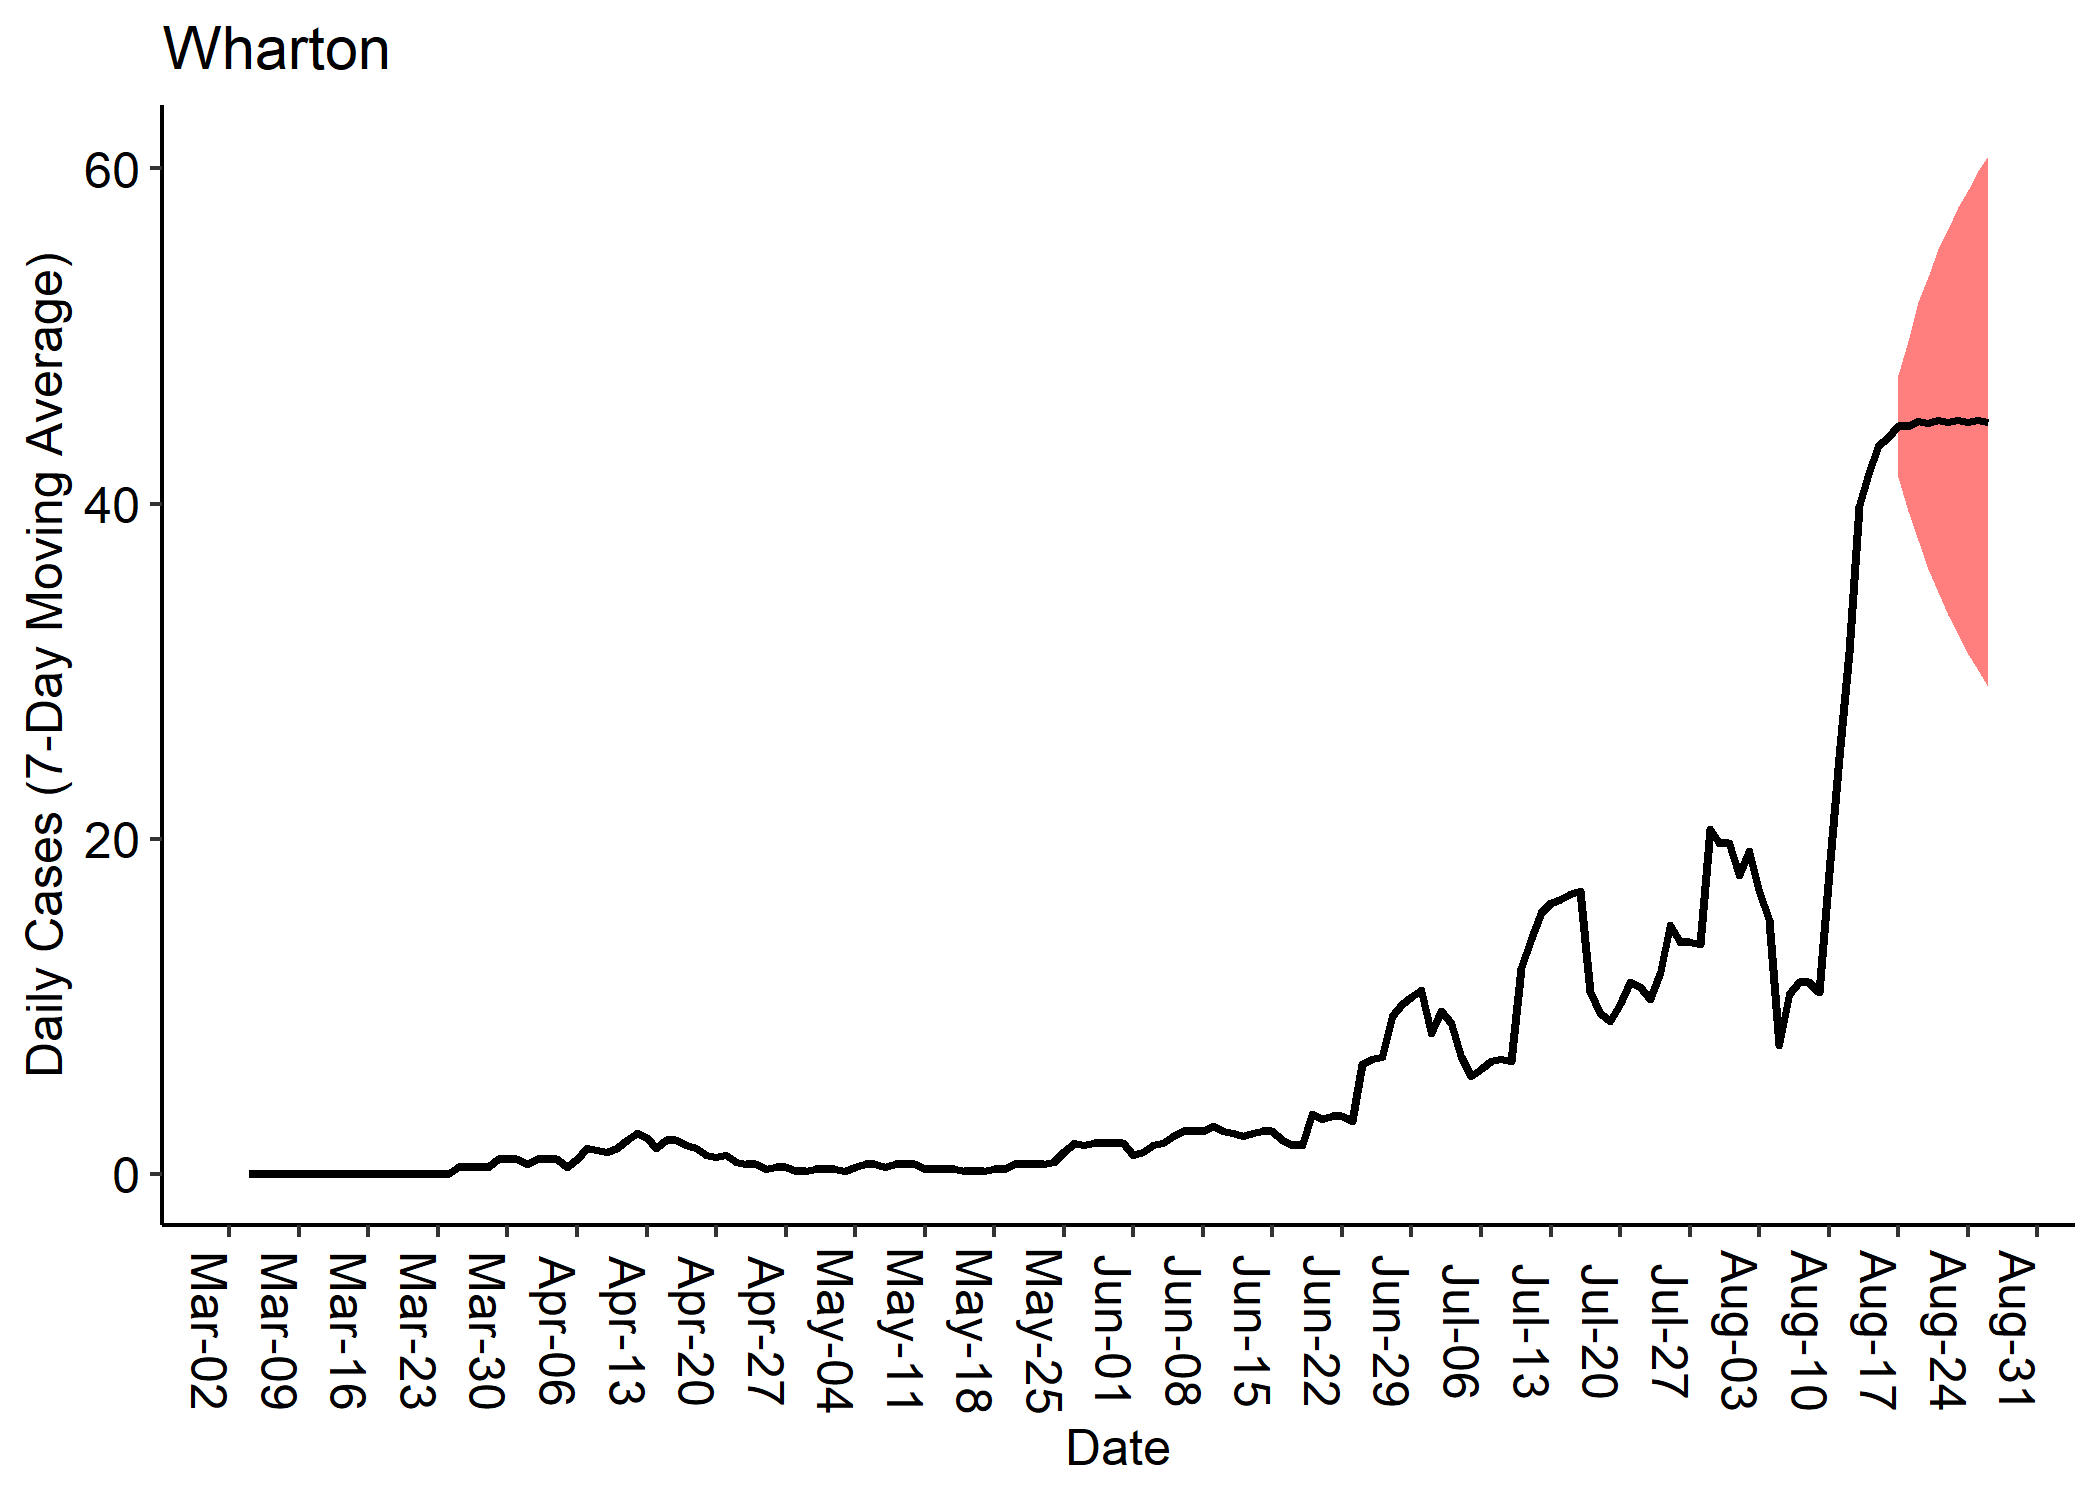 Wharton
Daily Cases (7-Day Moving Average)
60
40
20
0
Mar-02
Mar-09
Mar-16
Mar-23
Mar-30
Apr-06
Apr-13
Apr-20
Apr-27
May-04
May-11
May-18
May-25
Jun-01
Jun-08
Jun-15
Jun-22
Jun-29
Jul-06
Jul-13
Jul-20
Jul-27
Aug-03
Aug-10
Aug-17
Aug-24
Aug-31
Date